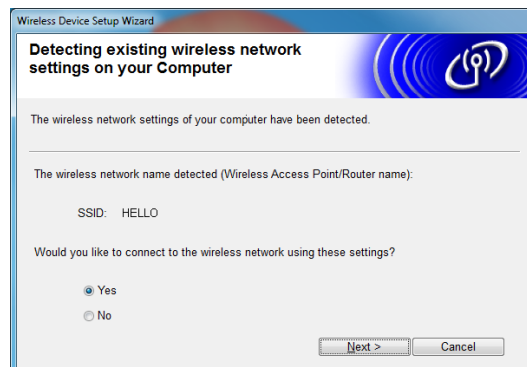 Wireless Device Setup Wizard
Detecting existing wireless network
settings on your Computer
The wireless network settings of your computer have been detected.
The wireless network name detected (Wireless Access Point/Router name):
SSID: HELLO
Would you like to connect to the wireless network using these settings?
Yes
No
Next > Cancel